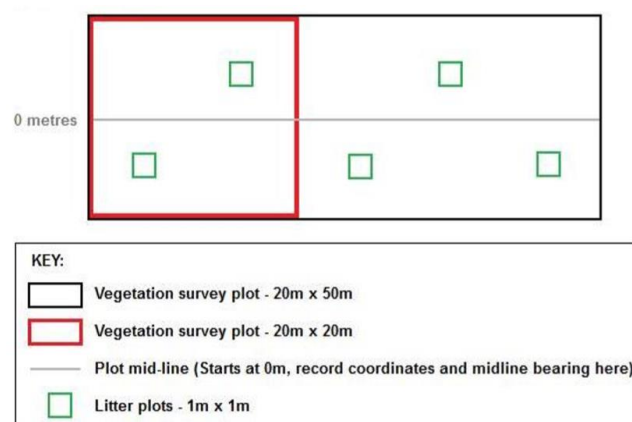 0 metres
KEY:
Vegetation survey plot - 20m x 50m
Vegetation survey plot - 20m x 20m
Plot mid-line (Starts at 0m, record coordinates and midline bearing here)
Litter plots - 1m x 1m